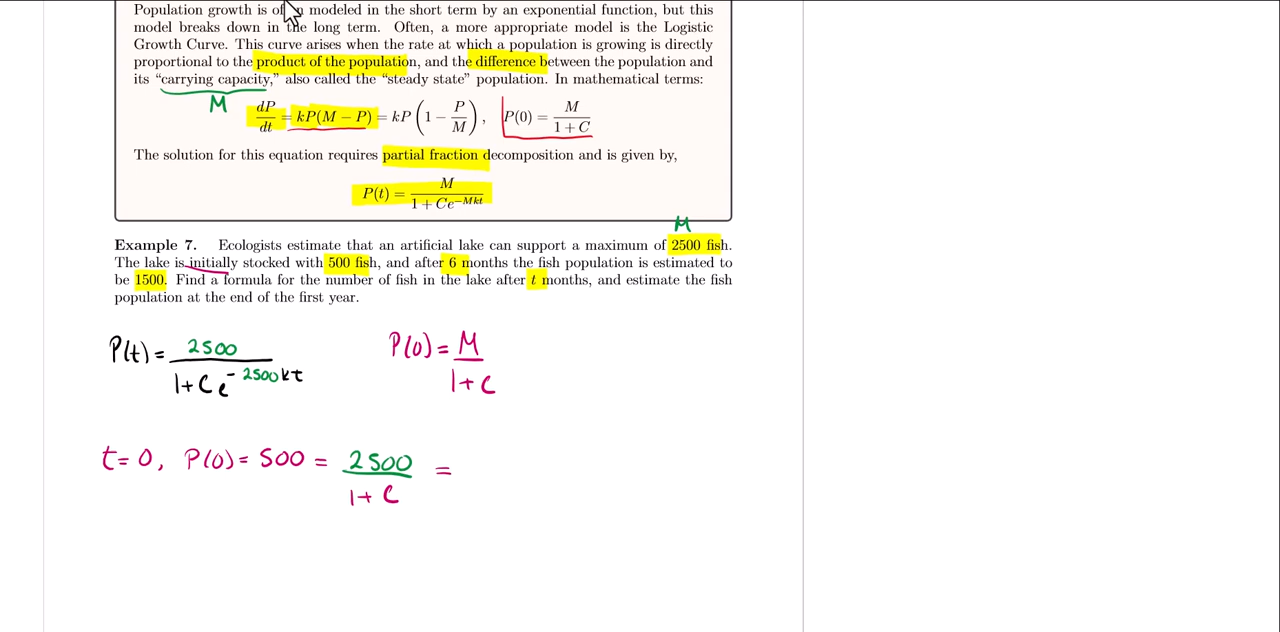 Population growth is often modeled in the short term by an exponential function, but this
model breaks down in the long term. Often, a more appropriate model is the Logistic
Growth Curve. This curve arises when the rate at which a population is growing is directly
proportional to the product of the population, and the difference between the population and
its “carrying capacity,” also called the “steady state” population. In mathematical terms:
M
dP/dt = kP(M − P) = kP(1 − P/M), P(0) = M/(1 + C)
The solution for this equation requires partial fraction decomposition and is given by,
P(t) = M/(1 + Ce^{−Mkt})
M
Example 7. Ecologists estimate that an artificial lake can support a maximum of 2500 fish.
The lake is initially stocked with 500 fish, and after 6 months the fish population is estimated to
be 1500. Find a formula for the number of fish in the lake after t months, and estimate the fish
population at the end of the first year.
P(t) = 2500/(1 + Ce^{−2500kt}) P(0) = M/(1 + C)
t = 0, P(0) = 500 = 2500/(1 + C) =